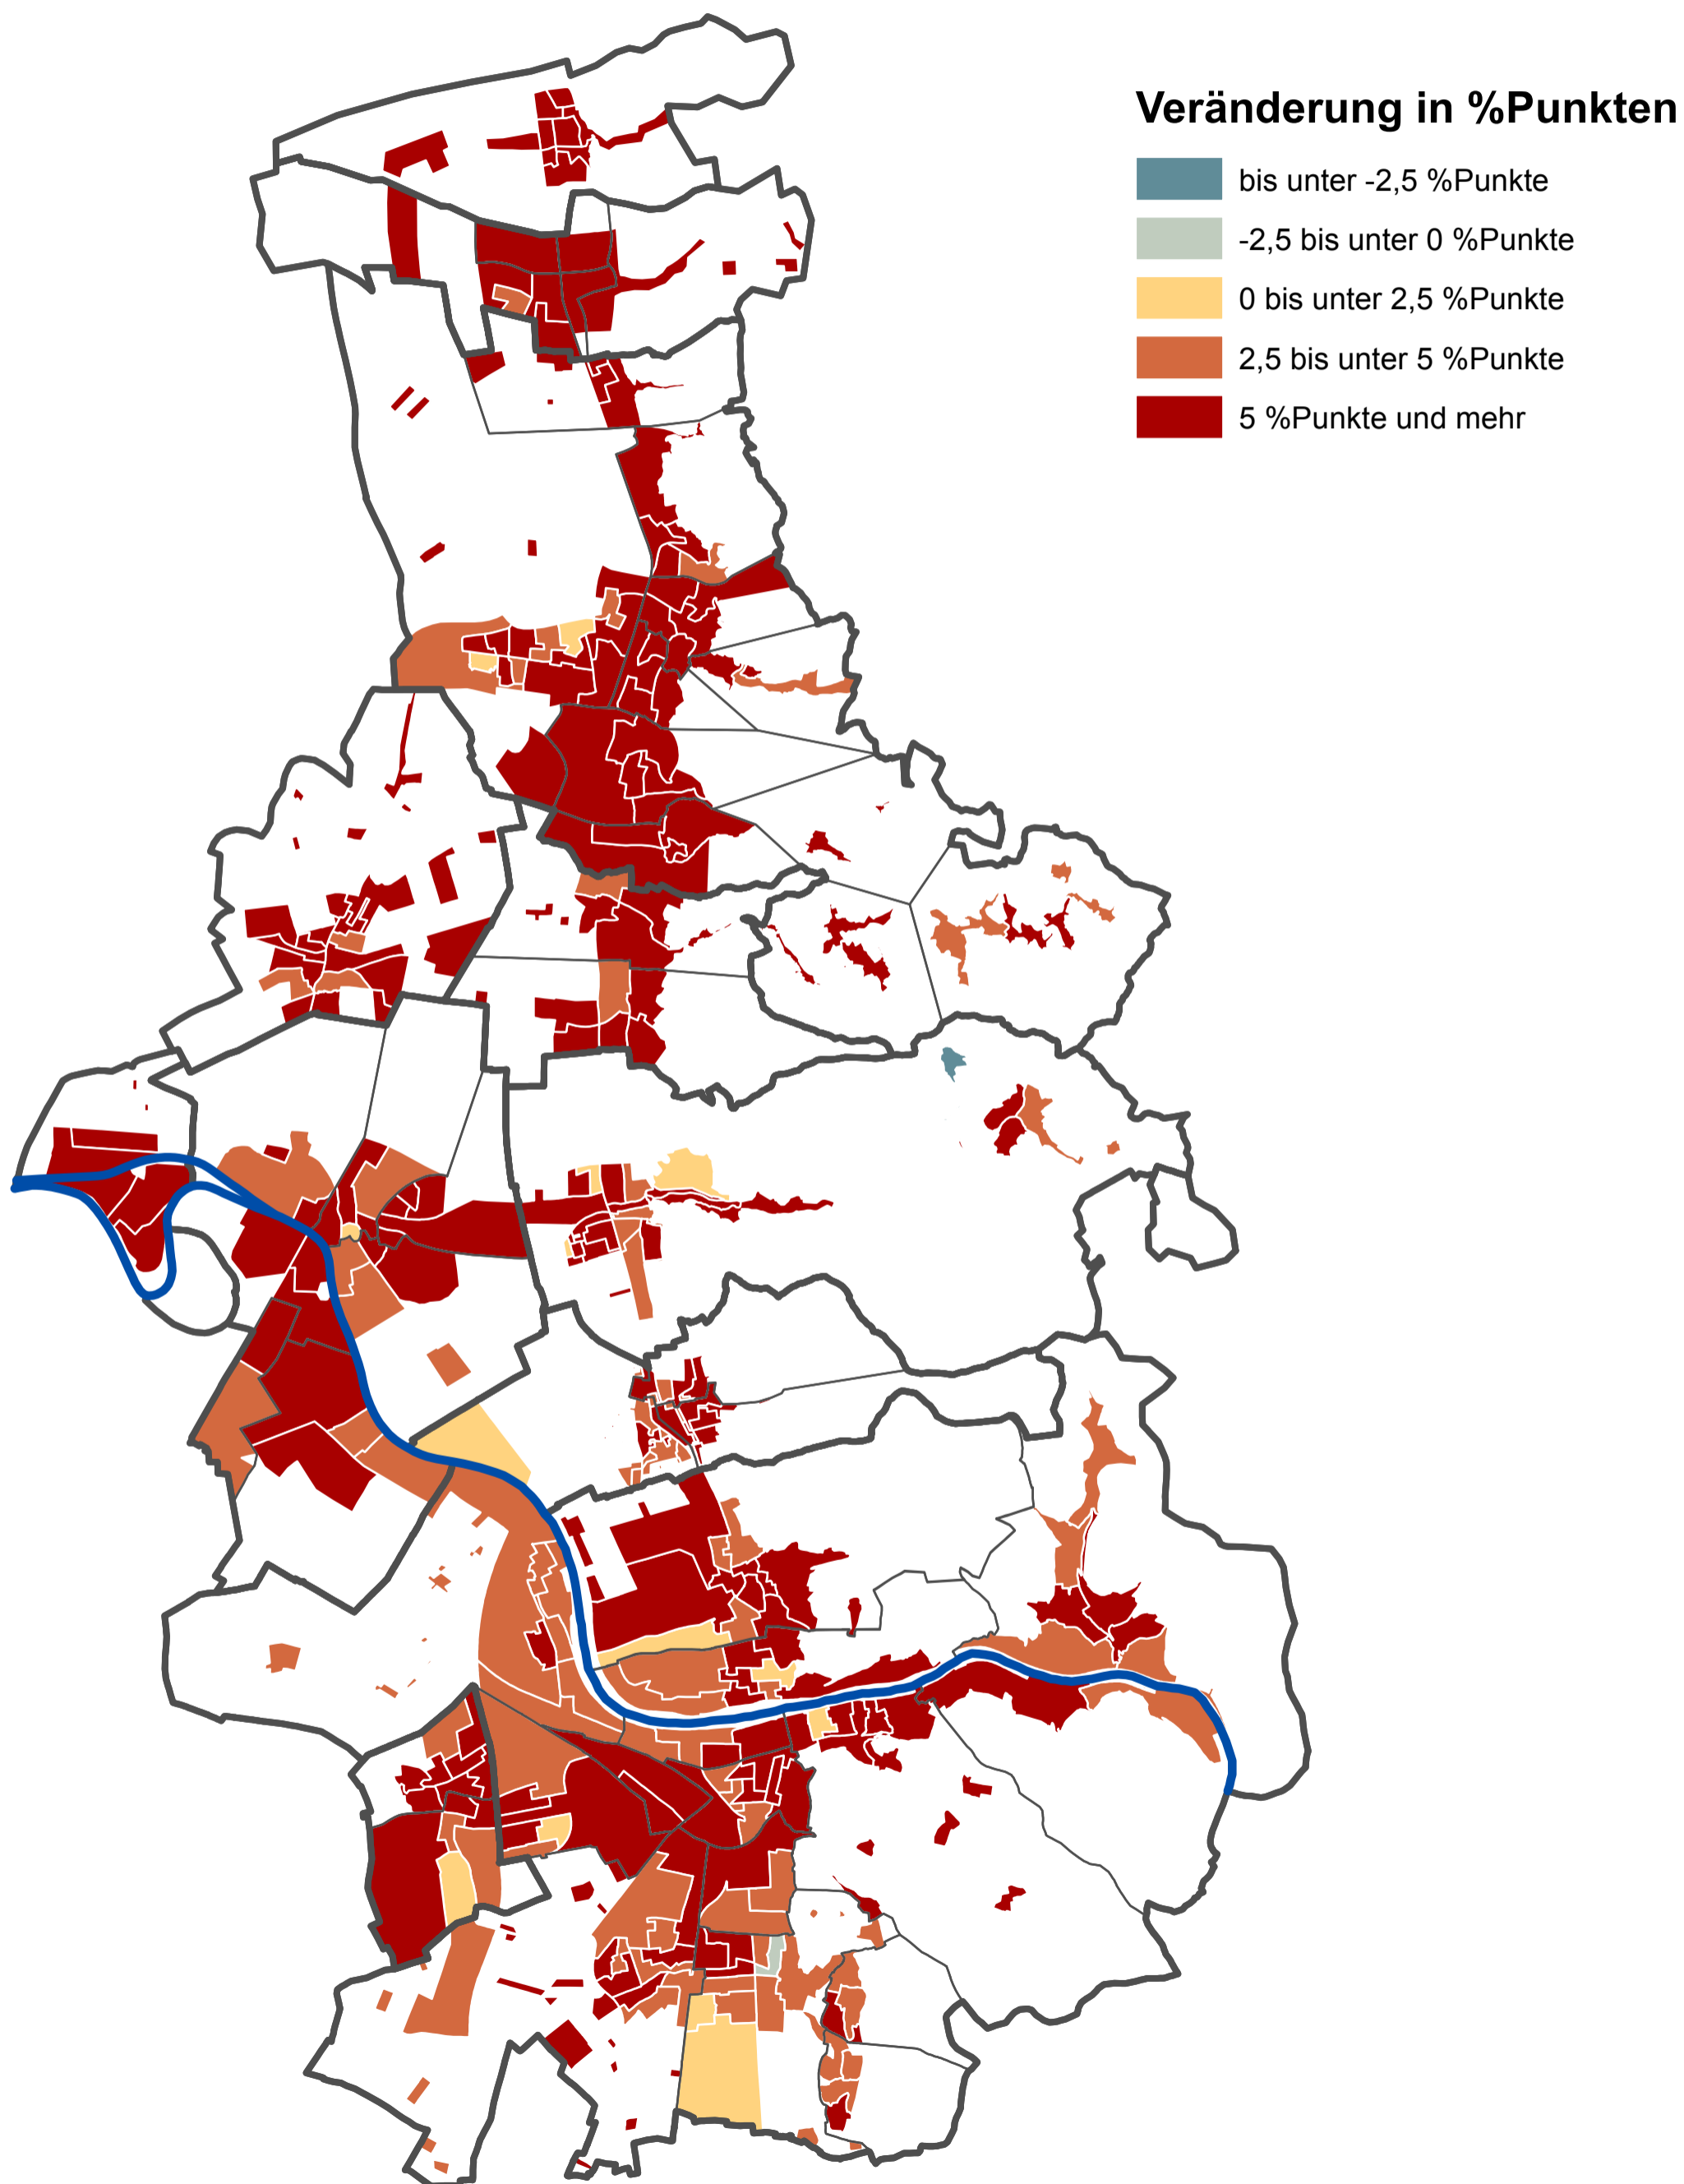 Veränderung in %Punkten
bis unter -2,5 %Punkte
-2,5 bis unter 0 %Punkte
0 bis unter 2,5 %Punkte
2,5 bis unter 5 %Punkte
5 %Punkte und mehr